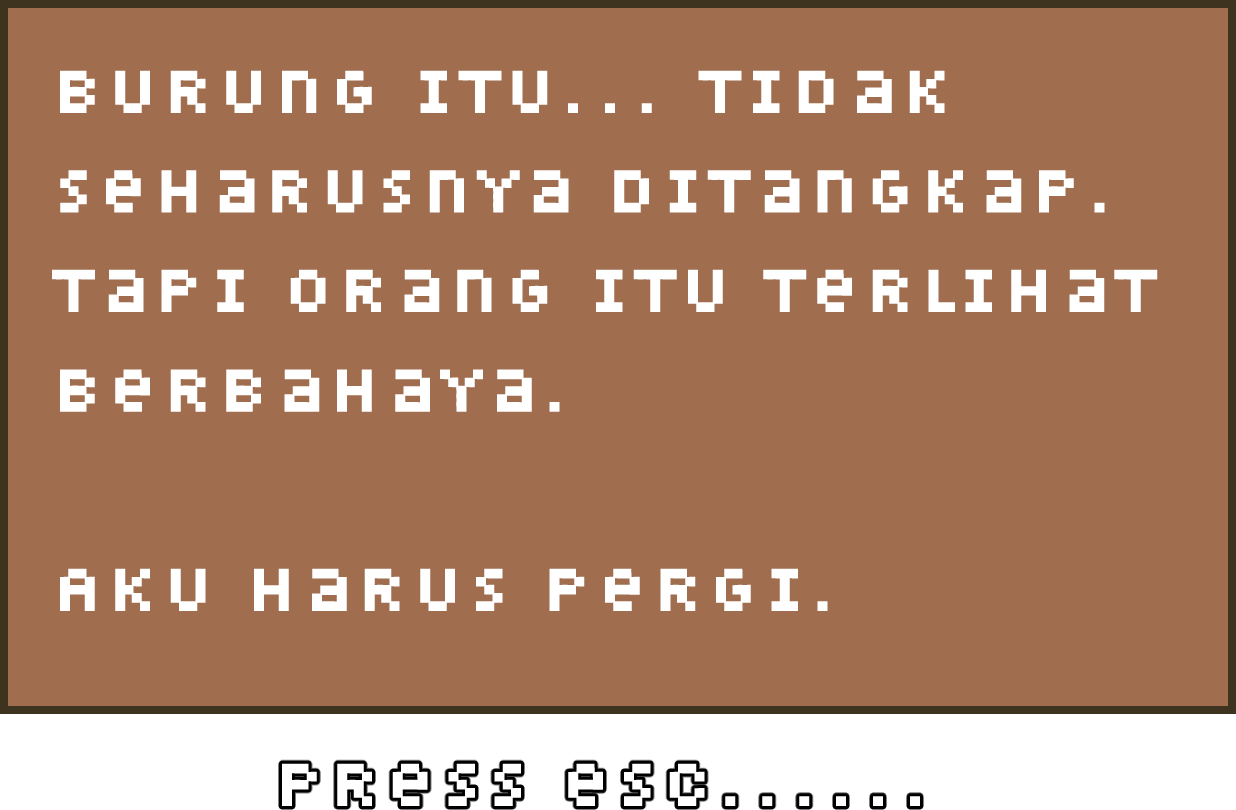 Burung itu... tidak
seharusnya ditangkap.
Tapi orang itu terlihat
berbahaya.
Aku harus pergi.
press esc......